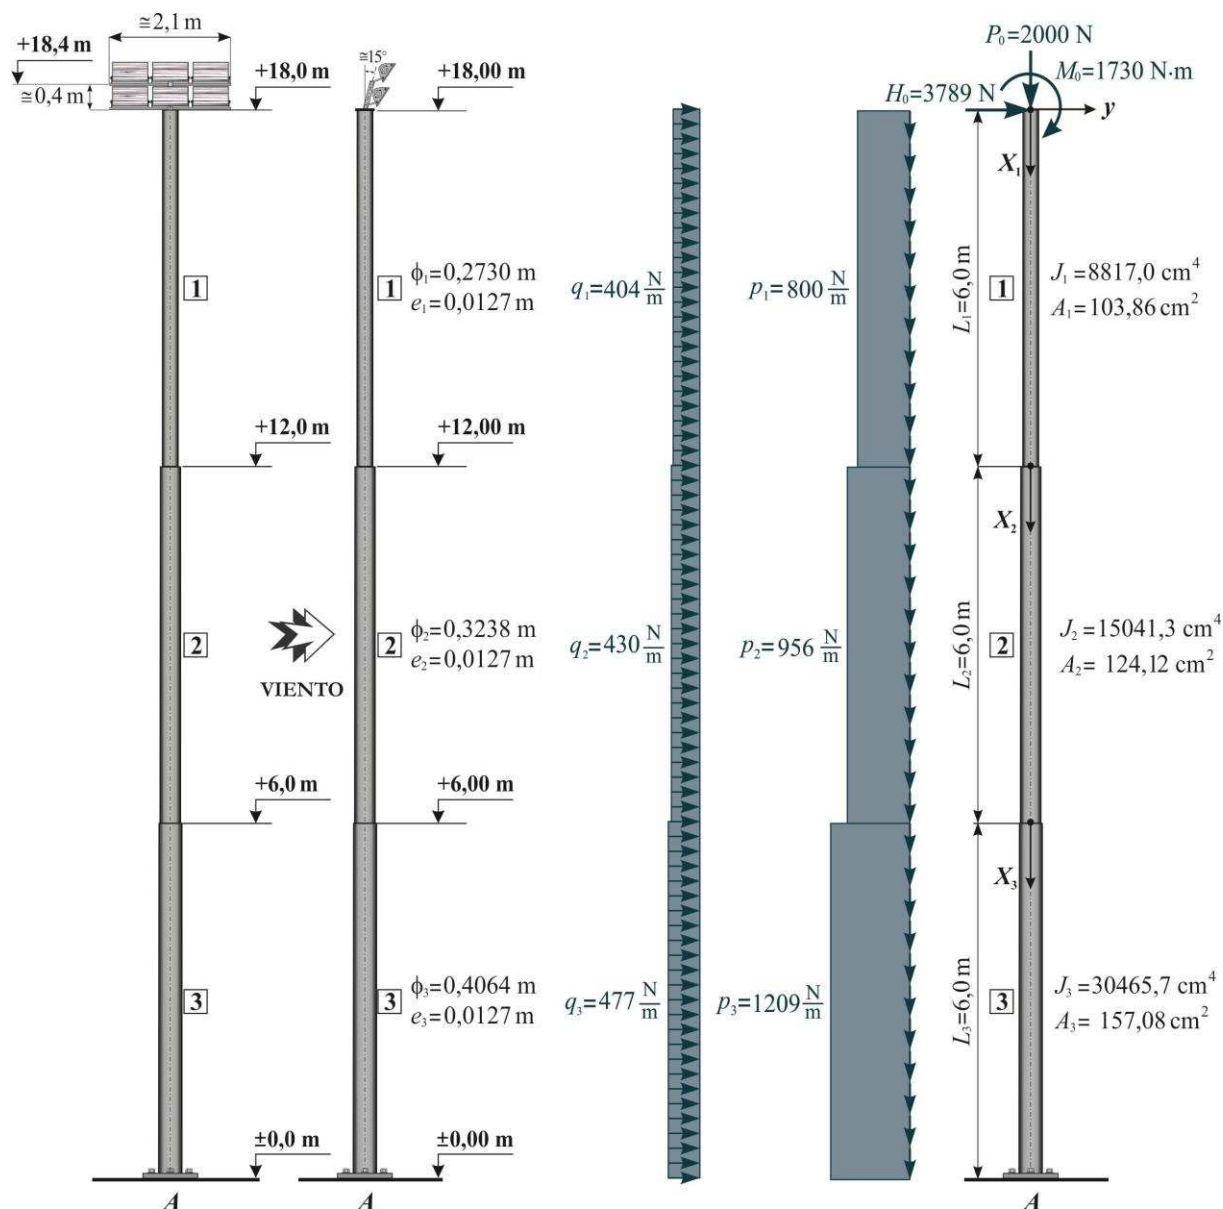 ≅2,1 m
+18,4 m
≅0,4 m
+18,0 m
1
+12,0 m
2
+6,0 m
3
±0,0 m
A
≅15°
+18,00 m
1
ϕ₁=0,2730 m
e₁=0,0127 m
+12,00 m
VIENTO
2
ϕ₂=0,3238 m
e₂=0,0127 m
+6,00 m
3
ϕ₃=0,4064 m
e₃=0,0127 m
±0,00 m
A
q₁=404 N/m
q₂=430 N/m
q₃=477 N/m
p₁=800 N/m
p₂=956 N/m
p₃=1209 N/m
P₀=2000 N
M₀=1730 N·m
H₀=3789 N
y
X₁
L₁=6,0 m
1
J₁=8817,0 cm⁴
A₁=103,86 cm²
X₂
L₂=6,0 m
2
J₂=15041,3 cm⁴
A₂= 124,12 cm²
X₃
L₃=6,0 m
3
J₃=30465,7 cm⁴
A₃= 157,08 cm²
A